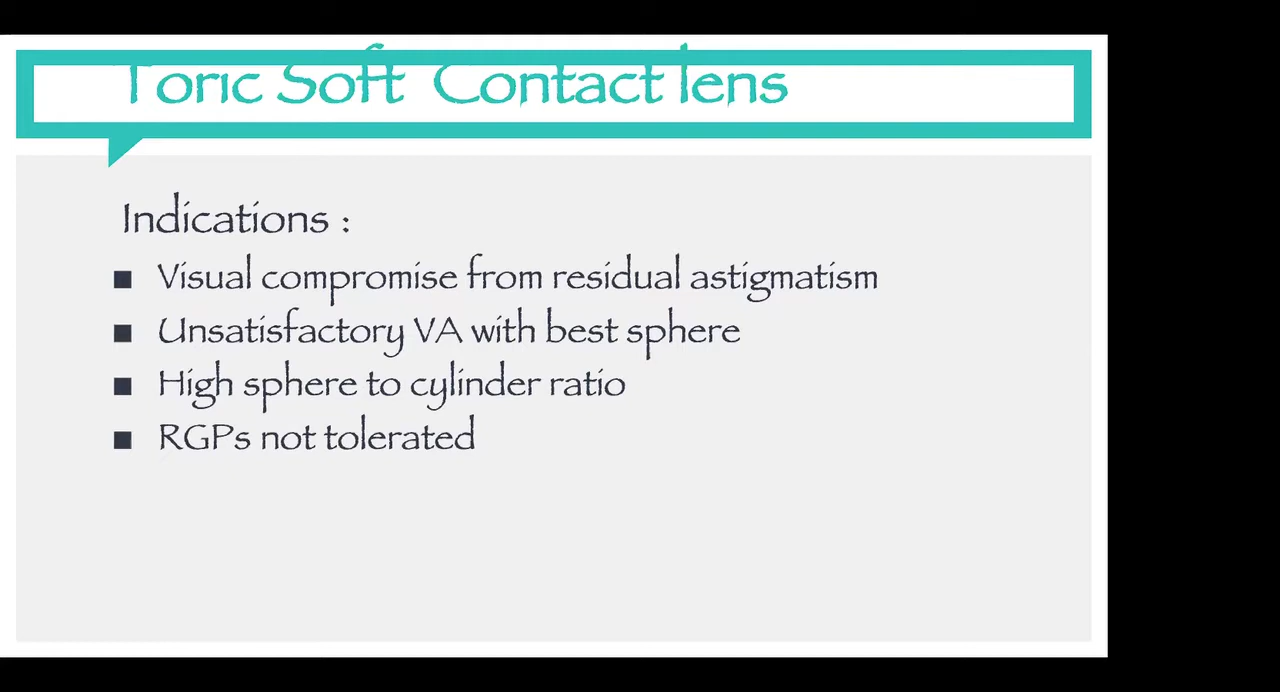 Toric Soft Contact lens
Indications :
■ Visual compromise from residual astigmatism
■ Unsatisfactory VA with best sphere
■ High sphere to cylinder ratio
■ RGPs not tolerated